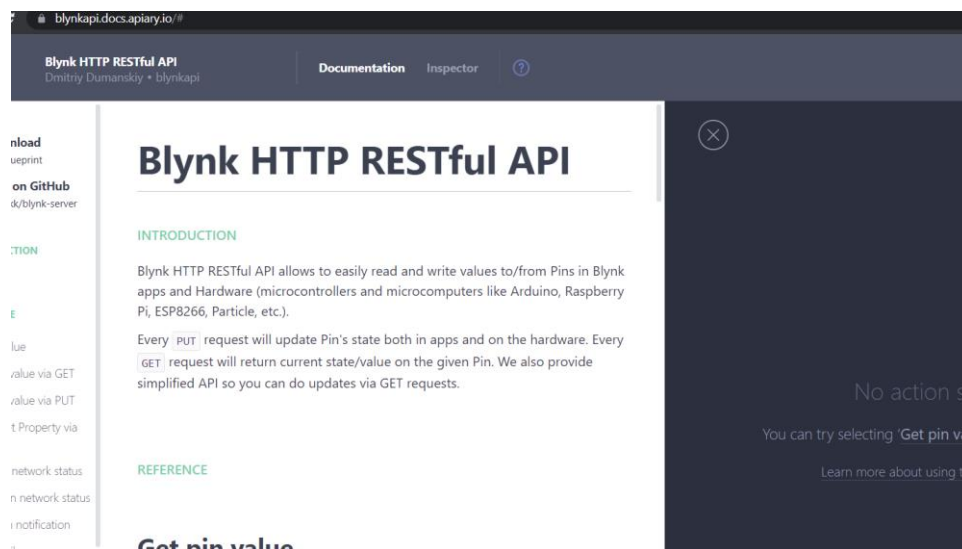 blynkapi.docs.apiary.io/#
Blynk HTTP RESTful API
Dmitriy Dumanskiy • blynkapi
Documentation
Inspector
?
on GitHub
k/blynk-server
value via GET
value via PUT
t Property via
network status
n network status
notification
Blynk HTTP RESTful API
INTRODUCTION
Blynk HTTP RESTful API allows to easily read and write values to/from Pins in Blynk
apps and Hardware (microcontrollers and microcomputers like Arduino, Raspberry
Pi, ESP8266, Particle, etc.).
Every PUT request will update Pin's state both in apps and on the hardware. Every
GET request will return current state/value on the given Pin. We also provide
simplified API so you can do updates via GET requests.
REFERENCE
Get pin value
No action s
You can try selecting 'Get pin va
Learn more about using t